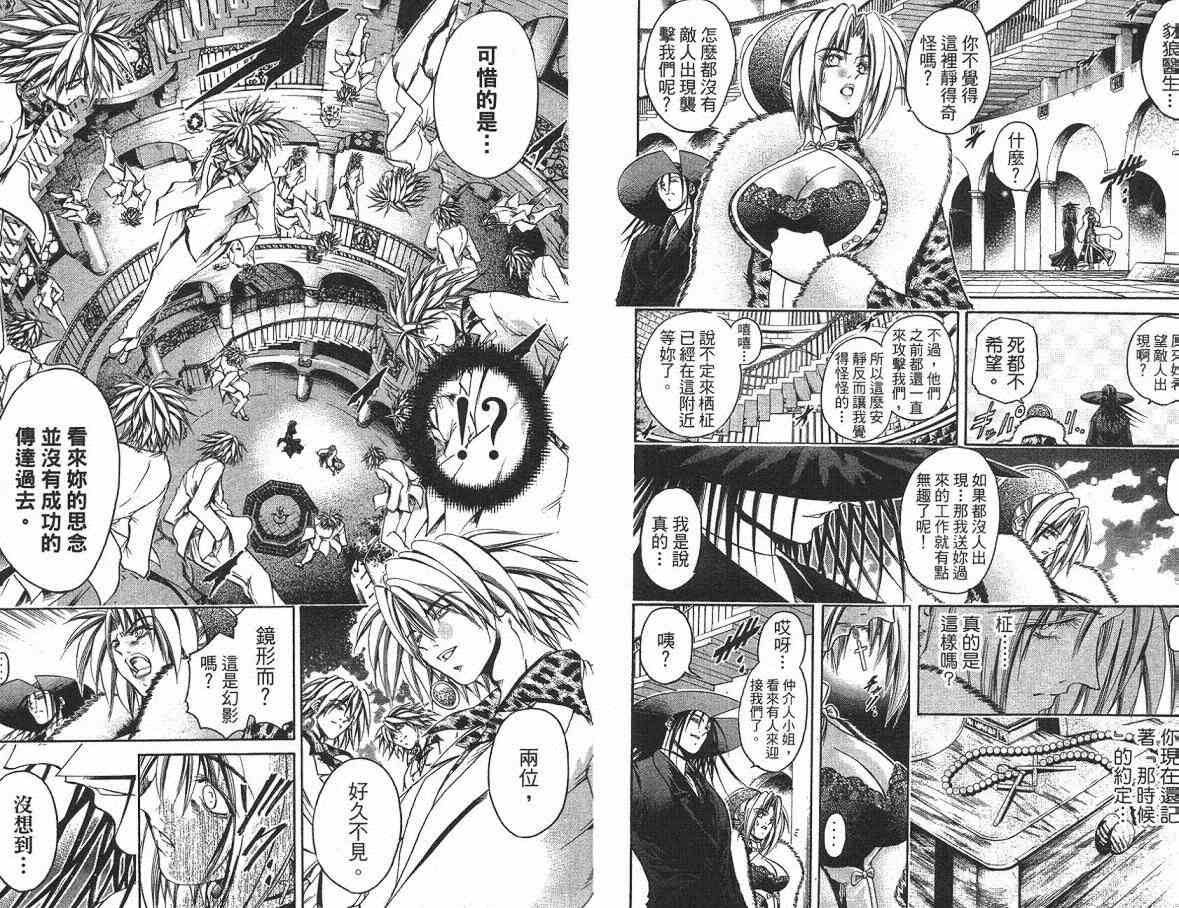 豺狼醫生…
你不覺得
這裡靜得奇
怪嗎?
什麼?
怎麼都沒有
敵人出現襲
擊我們呢?
望敵人出
現啊?
死都不
希望。
不過,他們
之前都還一直
來攻擊我們,
所以這麼安
靜反而讓我覺
得怪怪的…
嘻嘻…
說不定來栖柾
已經在這附近
等妳了。
如果都沒人出
現…那我送妳過
來的工作就有點
無趣了呢!
我是說
真的…
柾……
真的是
這樣嗎?
你現在還記
著『那時候
』的約定…
哎呀…
仲介人小姐,
看來有人來迎
接我們了。
咦?
可惜的是…
!?
看來妳的思念
並沒有成功的
傳達過去。
兩位,
好久不見。
鏡形而?
這是幻影
嗎?
…
沒想到…